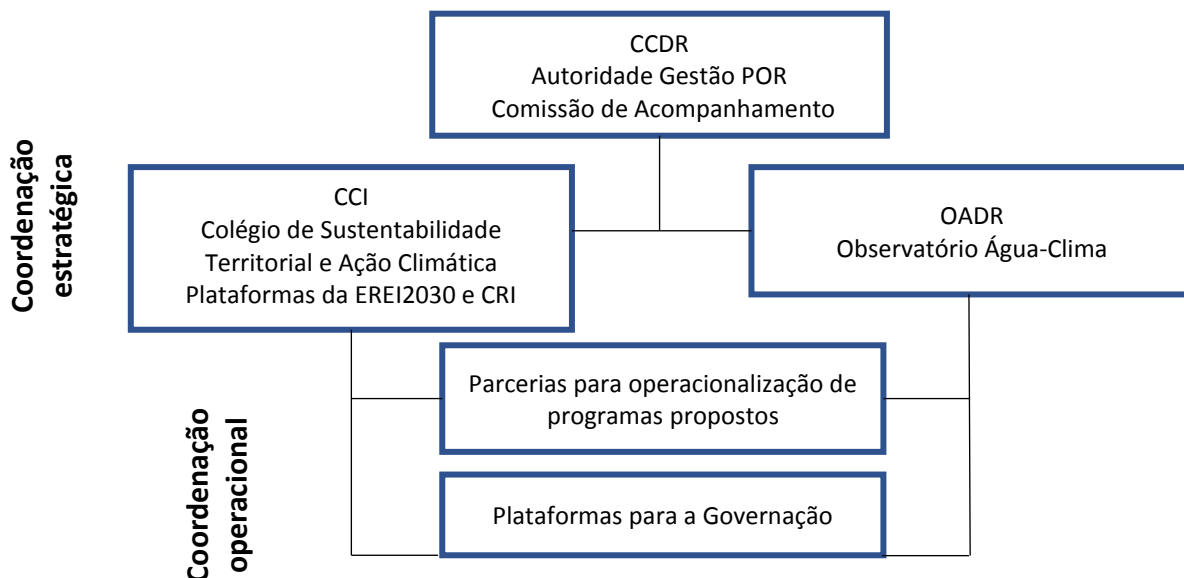 CCDR
Autoridade Gestão POR
Comissão de Acompanhamento
Coordenação
estratégica
CCI
Colégio de Sustentabilidade
Territorial e Ação Climática
Plataformas da EREI2030 e CRI
OADR
Observatório Água-Clima
Coordenação
operacional
Parcerias para operacionalização de
programas propostos
Plataformas para a Governação